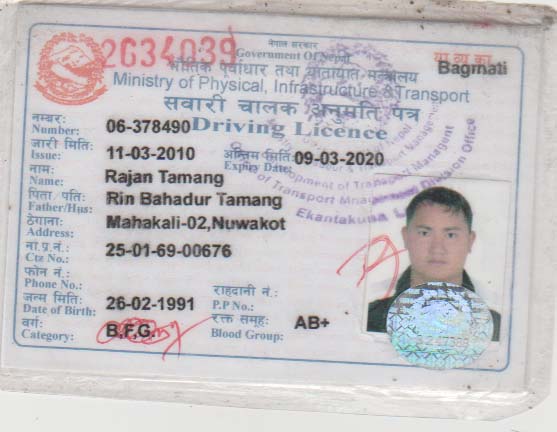 2634039
नेपाल सरकार
Government Of Nepal
या व्य का
Bagmati
भौतिक पूर्वाधार तथा यातायात मन्त्रालय
Ministry of Physical, Infrastructure & Transport
सवारी चालक अनुमति पत्र
नम्बर:
Number: 06-378490 Driving Licence
जारी मिति: अन्तिम मिति:
Issue: 11-03-2010 Expiry Date: 09-03-2020
नाम:
Name: Rajan Tamang
पिता पति:
Father/Hus: Rin Bahadur Tamang
ठेगाना:
Address: Mahakali-02,Nuwakot
ना.प्र.नं.:
Ctz No.: 25-01-69-00676
फोन नं.:
Phone No.:
जन्म मिति: राहदानी नं.:
Date of Birth: 26-02-1991 P.P No.:
वर्ग: रक्त समूह:
Category: B,F,G. Blood Group: AB+
of Transport Management
Division Office
Ekantakuna